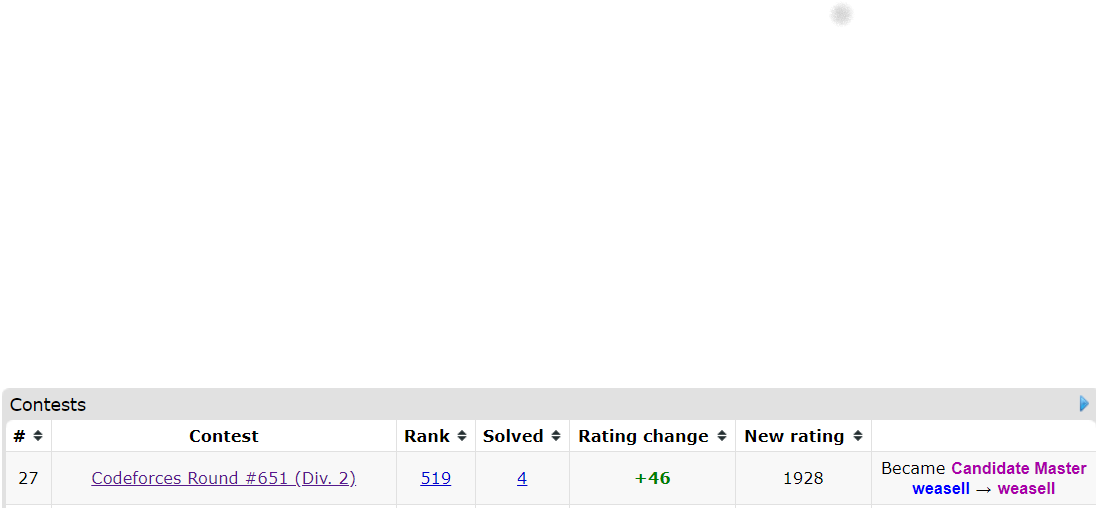 Contests
# Contest Rank Solved Rating change New rating
27 Codeforces Round #651 (Div. 2) 519 4 +46 1928 Became Candidate Master
weasell → weasell